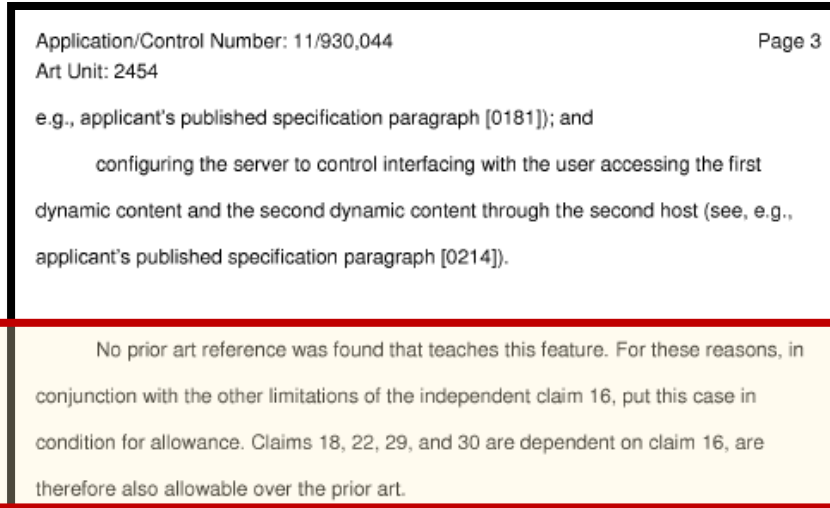 Application/Control Number: 11/930,044 Page 3
Art Unit: 2454
e.g., applicant's published specification paragraph [0181]); and
configuring the server to control interfacing with the user accessing the first
dynamic content and the second dynamic content through the second host (see, e.g.,
applicant's published specification paragraph [0214]).
No prior art reference was found that teaches this feature. For these reasons, in
conjunction with the other limitations of the independent claim 16, put this case in
condition for allowance. Claims 18, 22, 29, and 30 are dependent on claim 16, are
therefore also allowable over the prior art.